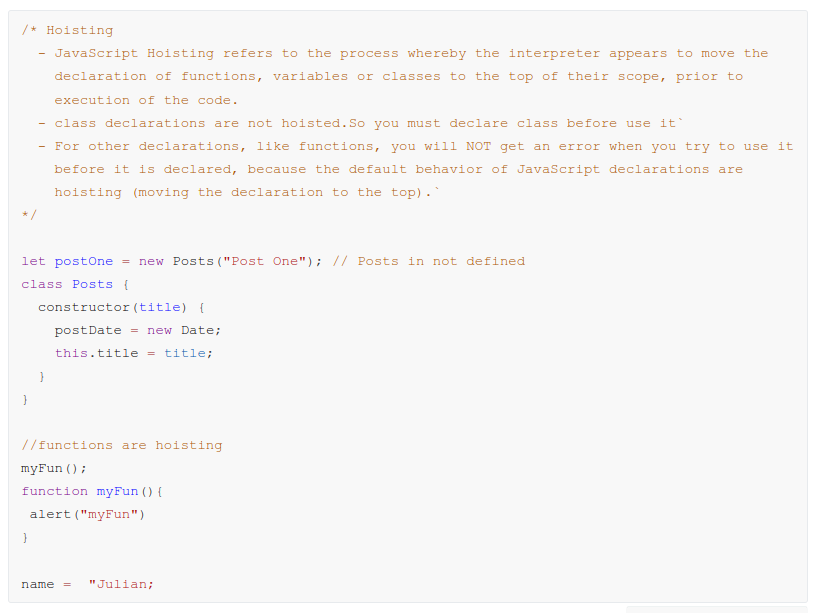 /* Hoisting
- JavaScript Hoisting refers to the process whereby the interpreter appears to move the
declaration of functions, variables or classes to the top of their scope, prior to
execution of the code.
- class declarations are not hoisted.So you must declare class before use it`
- For other declarations, like functions, you will NOT get an error when you try to use it
before it is declared, because the default behavior of JavaScript declarations are
hoisting (moving the declaration to the top).`
*/
let postOne = new Posts("Post One"); // Posts in not defined
class Posts {
constructor(title) {
postDate = new Date;
this.title = title;
}
}
//functions are hoisting
myFun();
function myFun(){
alert("myFun")
}
name =  "Julian;